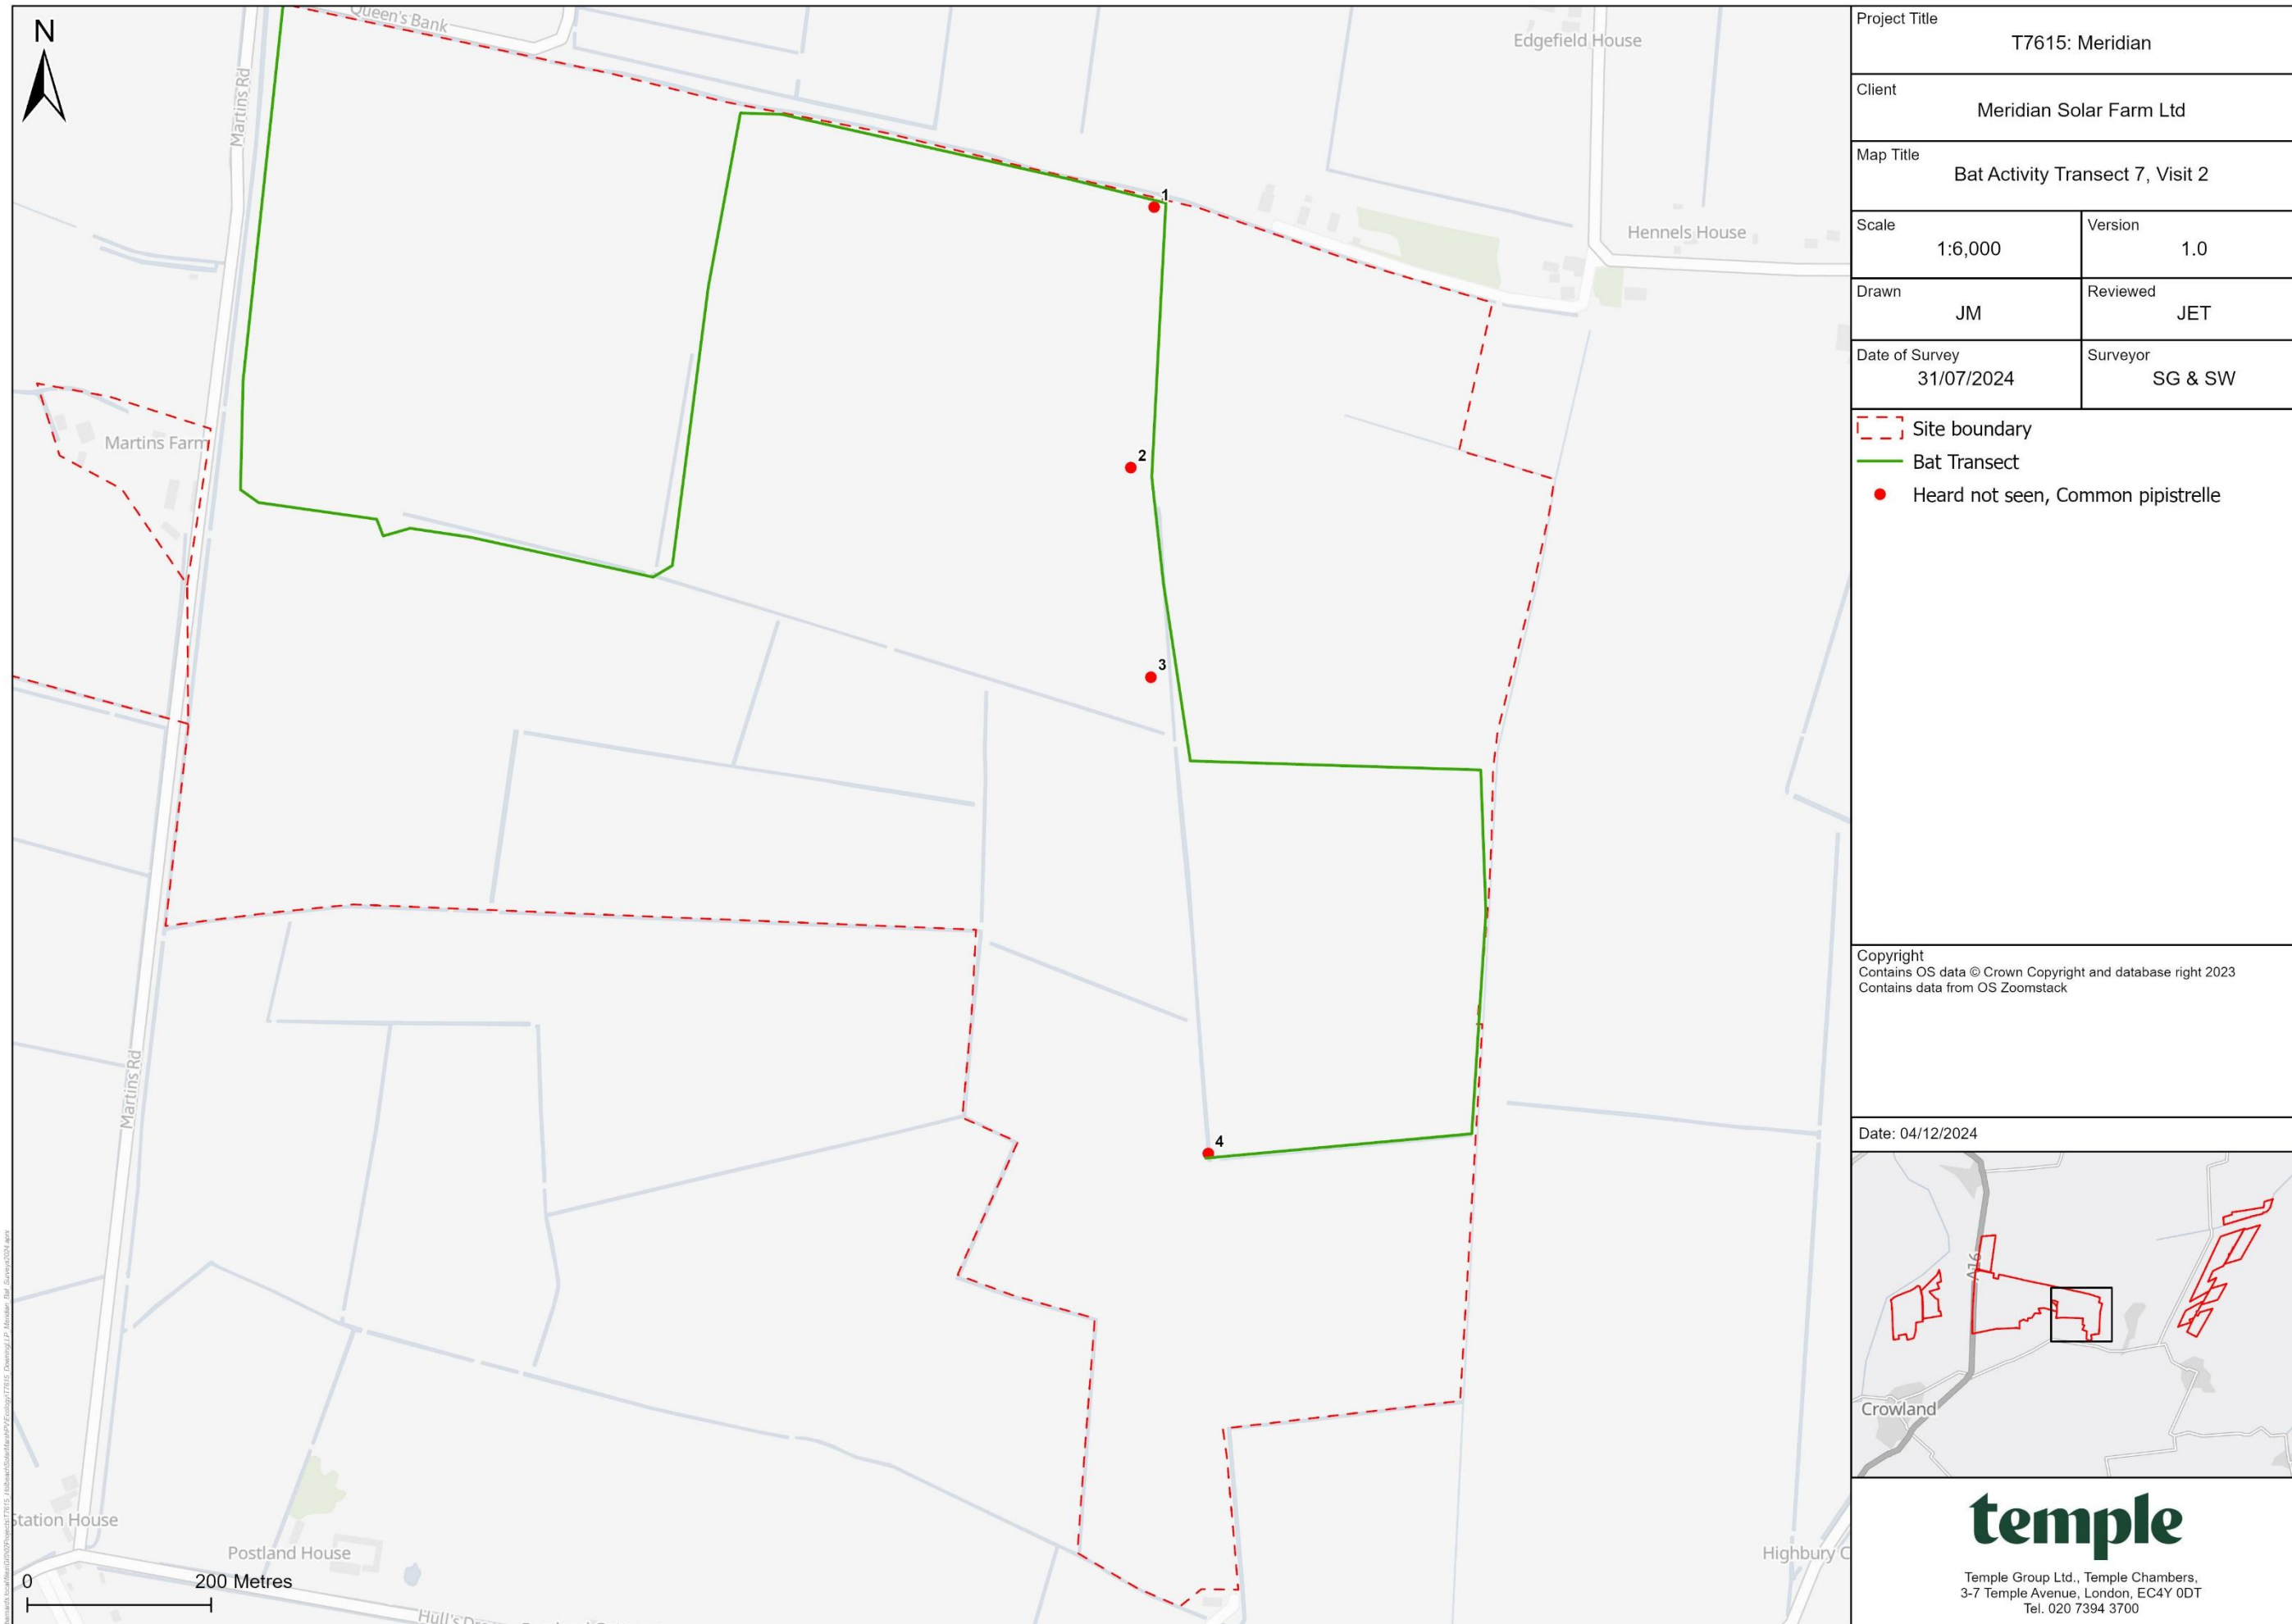 N
Queen's Bank
Martins Rd
Edgefield House
1
Hennels House
Martins Farm
2
3
Martins Rd
4
Station House
Postland House
Highbury C
0 200 Metres
Project Title
T7615: Meridian
Client
Meridian Solar Farm Ltd
Map Title
Bat Activity Transect 7, Visit 2
Scale
1:6,000
Version
1.0
Drawn
JM
Reviewed
JET
Date of Survey
31/07/2024
Surveyor
SG & SW
Site boundary
Bat Transect
Heard not seen, Common pipistrelle
Copyright
Contains OS data © Crown Copyright and database right 2023
Contains data from OS Zoomstack
Date: 04/12/2024
A16
Crowland
temple
Temple Group Ltd., Temple Chambers,
3-7 Temple Avenue, London, EC4Y 0DT
Tel. 020 7394 3700